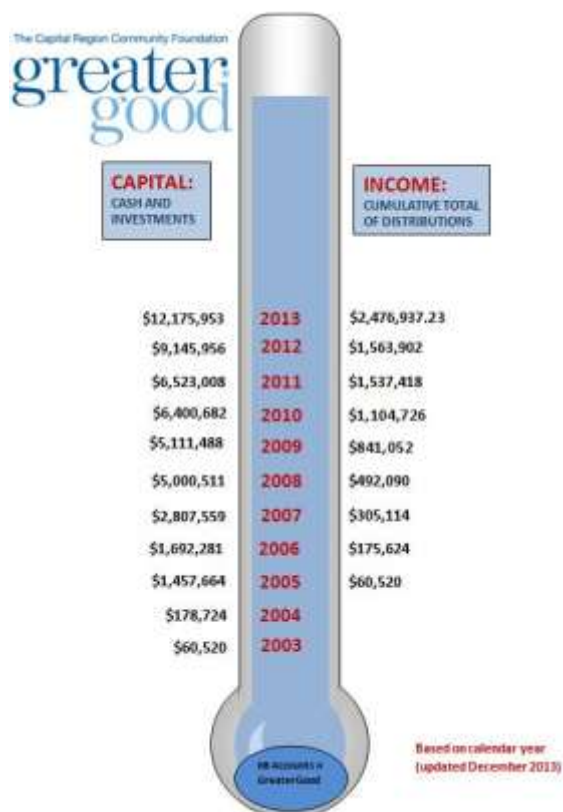 The Capital Region Community Foundation
greater
good
CAPITAL:
CASH AND
INVESTMENTS
INCOME:
CUMULATIVE TOTAL
OF DISTRIBUTIONS
$12,175,953 2013 $2,476,937.23
$9,145,956 2012 $1,563,902
$6,523,008 2011 $1,537,418
$6,400,682 2010 $1,104,726
$5,111,488 2009 $841,052
$5,000,511 2008 $492,090
$2,807,559 2007 $305,114
$1,692,281 2006 $175,624
$1,457,664 2005 $60,520
$178,724 2004
$60,520 2003
Accounts
GreaterGood
Based on calendar year
(updated December 2013)